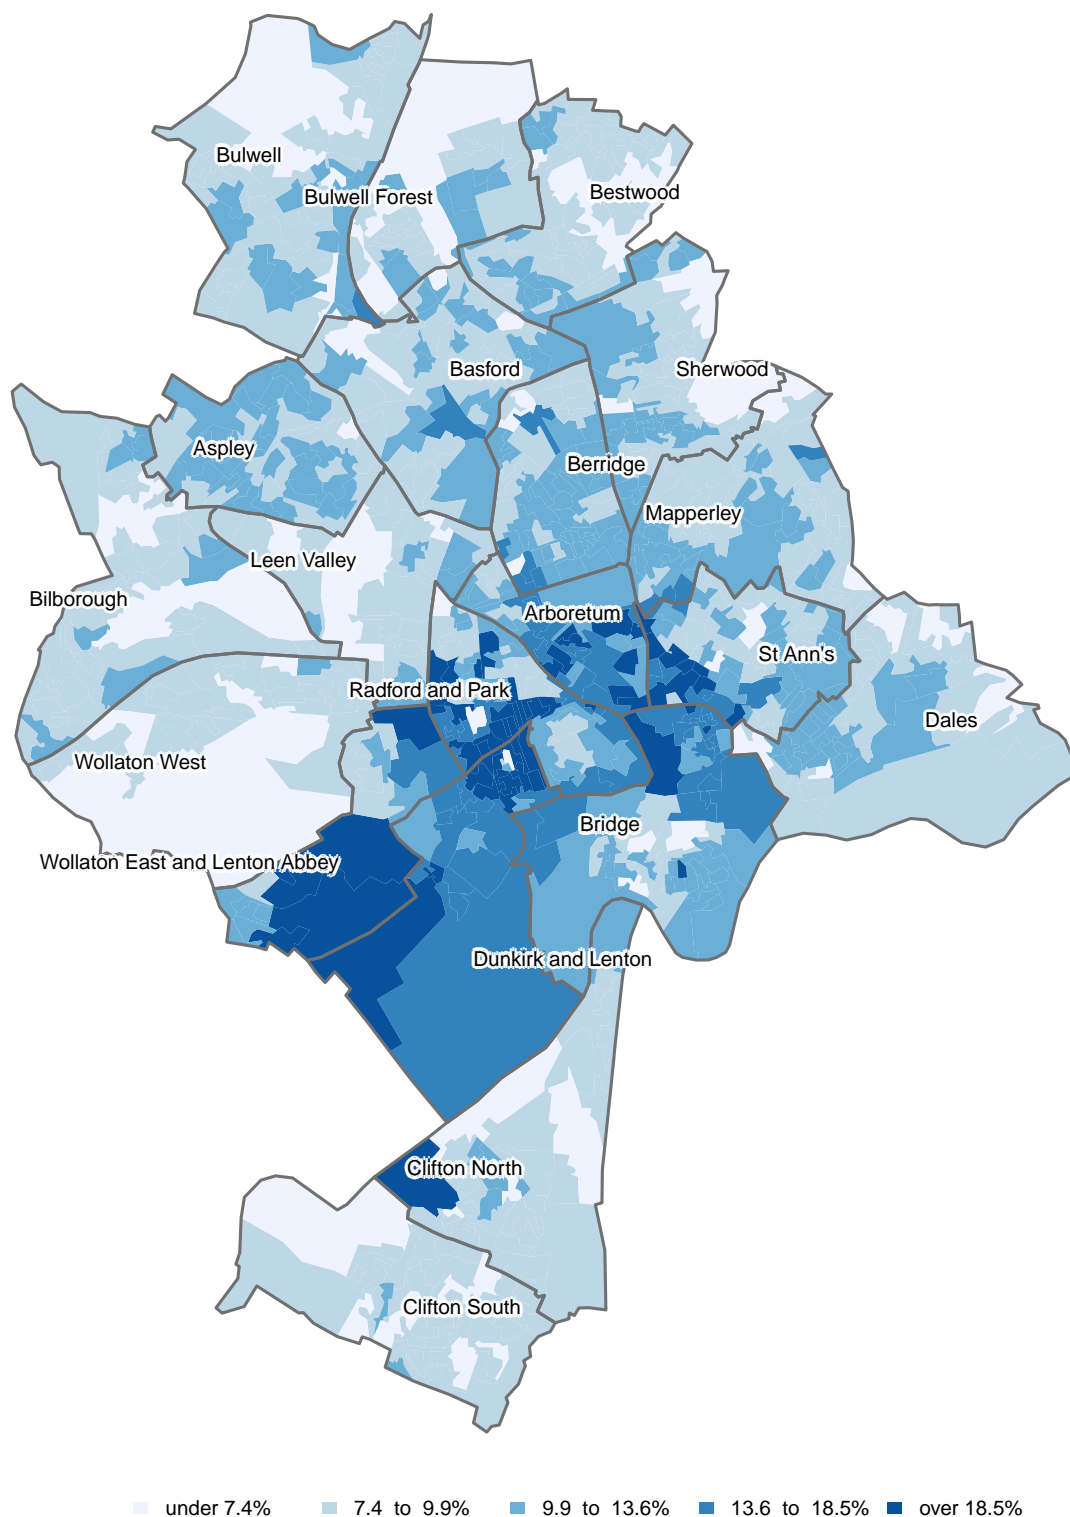 Bulwell
Bulwell Forest
Bestwood
Basford
Sherwood
Aspley
Berridge
Mapperley
Leen Valley
Bilborough
Arboretum
St Ann's
Radford and Park
Dales
Wollaton West
Bridge
Wollaton East and Lenton Abbey
Dunkirk and Lenton
Clifton North
Clifton South
under 7.4% 7.4 to 9.9% 9.9 to 13.6% 13.6 to 18.5% over 18.5%